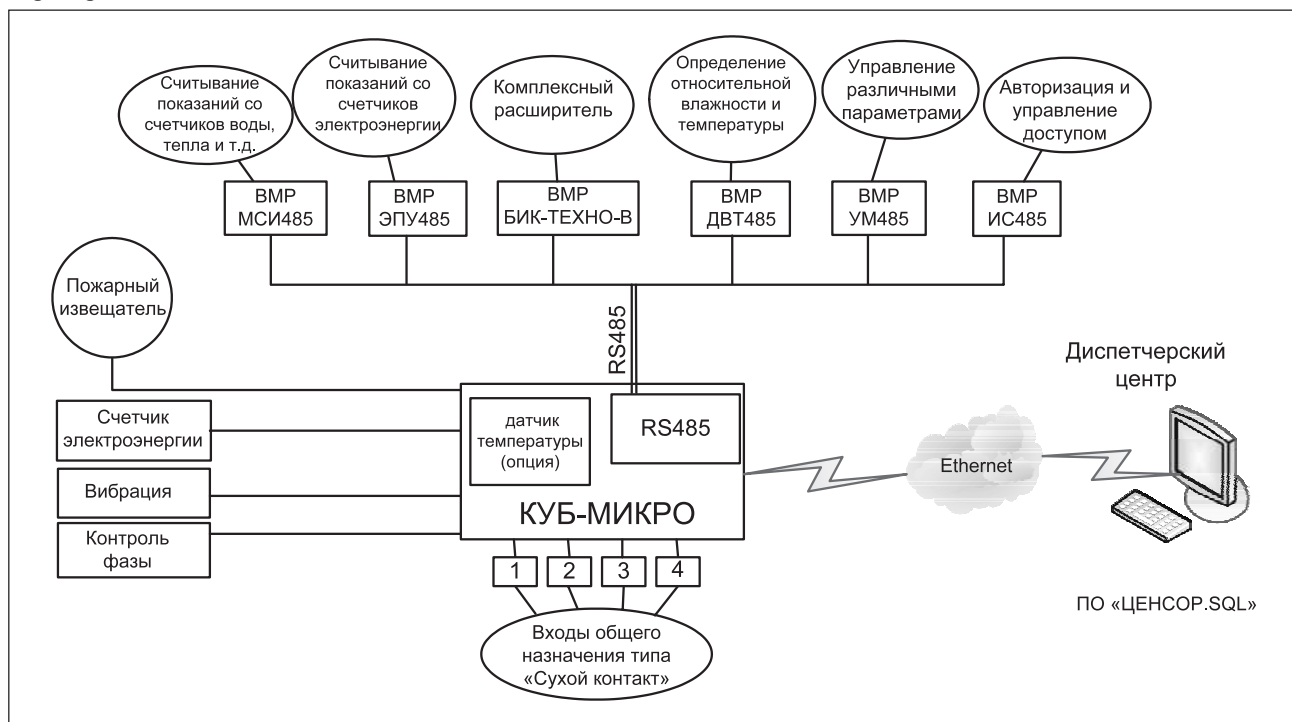 Считывание
показаний со
счетчиков воды,
тепла и т.д.
Считывание
показаний со
счетчиков
электроэнергии
Комплексный
расширитель
Определение
относительной
влажности и
температуры
Управление
различными
параметрами
Авторизация и
управление
доступом
ВМР
МСИ485
ВМР
ЭПУ485
ВМР
БИК-ТЕХНО-В
ВМР
ДВТ485
ВМР
УМ485
ВМР
ИС485
Пожарный
извещатель
RS485
Счетчик
электроэнергии
Вибрация
Контроль
фазы
датчик
температуры
(опция)
RS485
КУБ-МИКРО
1 2 3 4
Входы общего
назначения типа
«Сухой контакт»
Ethernet
Диспетчерский
центр
ПО «ЦЕНСОР.SQL»